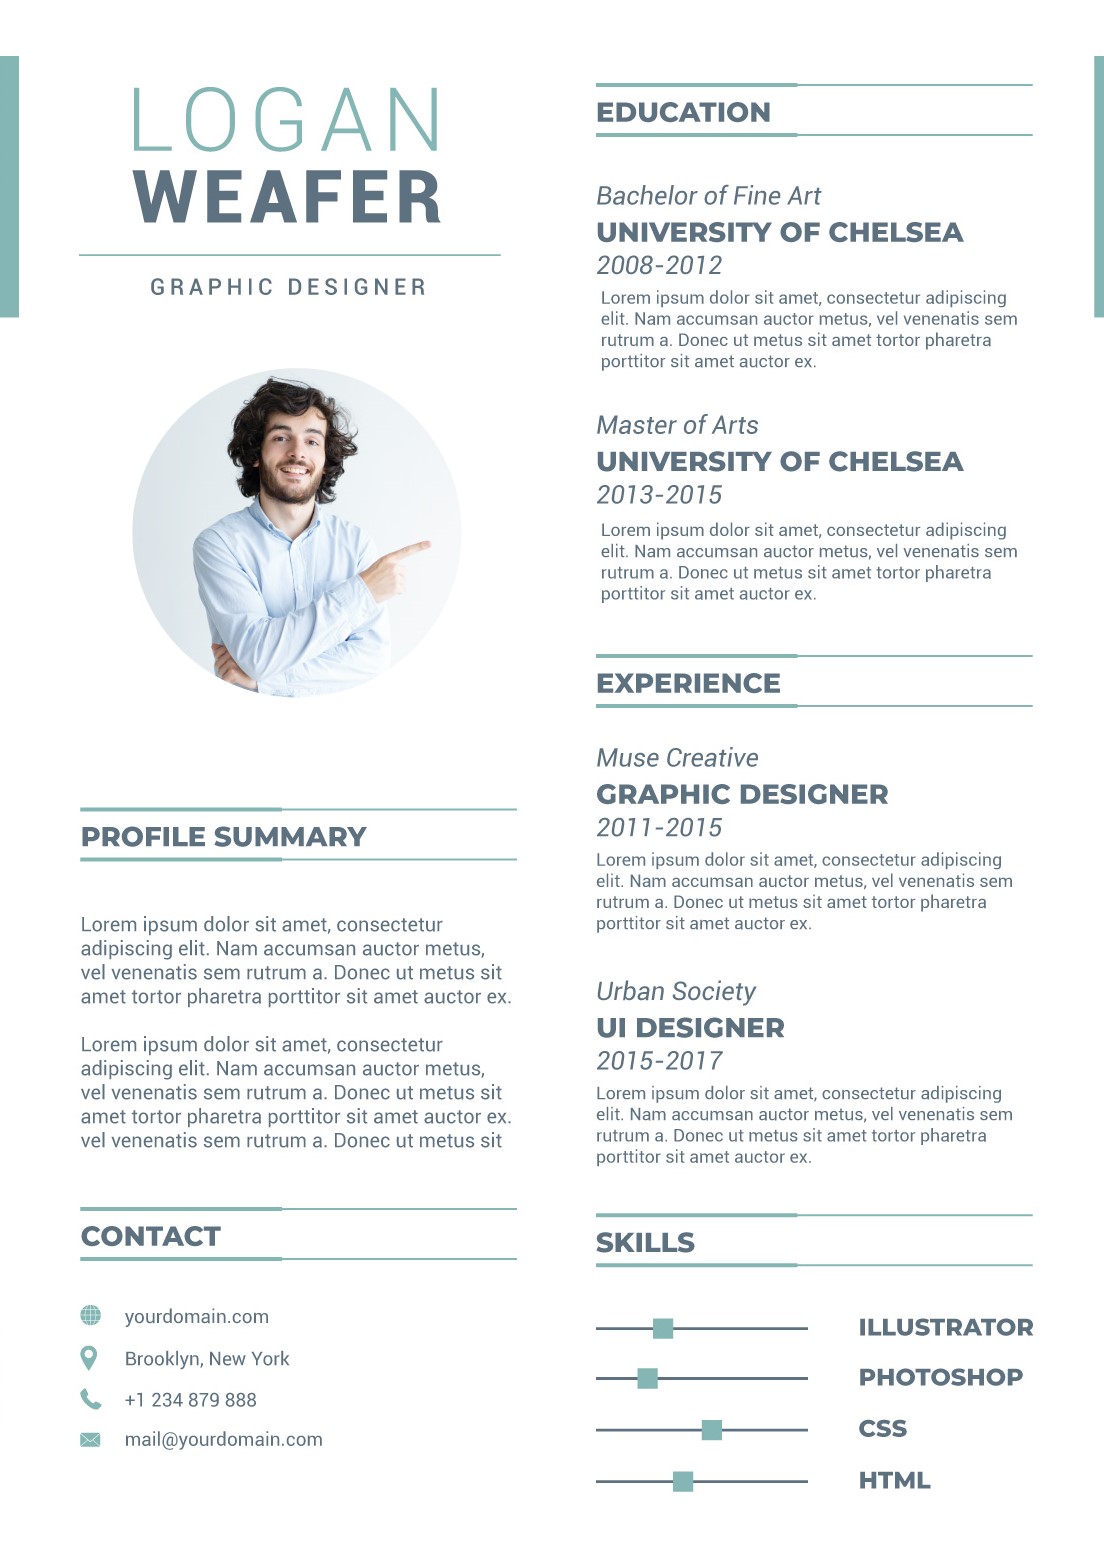 LOGAN
WEAFER
GRAPHIC DESIGNER
PROFILE SUMMARY
Lorem ipsum dolor sit amet, consectetur
adipiscing elit. Nam accumsan auctor metus,
vel venenatis sem rutrum a. Donec ut metus sit
amet tortor pharetra porttitor sit amet auctor ex.
Lorem ipsum dolor sit amet, consectetur
adipiscing elit. Nam accumsan auctor metus,
vel venenatis sem rutrum a. Donec ut metus sit
amet tortor pharetra porttitor sit amet auctor ex.
vel venenatis sem rutrum a. Donec ut metus sit
CONTACT
yourdomain.com
Brooklyn, New York
+1 234 879 888
mail@yourdomain.com
EDUCATION
Bachelor of Fine Art
UNIVERSITY OF CHELSEA
2008-2012
Lorem ipsum dolor sit amet, consectetur adipiscing
elit. Nam accumsan auctor metus, vel venenatis sem
rutrum a. Donec ut metus sit amet tortor pharetra
porttitor sit amet auctor ex.
Master of Arts
UNIVERSITY OF CHELSEA
2013-2015
Lorem ipsum dolor sit amet, consectetur adipiscing
elit. Nam accumsan auctor metus, vel venenatis sem
rutrum a. Donec ut metus sit amet tortor pharetra
porttitor sit amet auctor ex.
EXPERIENCE
Muse Creative
GRAPHIC DESIGNER
2011-2015
Lorem ipsum dolor sit amet, consectetur adipiscing
elit. Nam accumsan auctor metus, vel venenatis sem
rutrum a. Donec ut metus sit amet tortor pharetra
porttitor sit amet auctor ex.
Urban Society
UI DESIGNER
2015-2017
Lorem ipsum dolor sit amet, consectetur adipiscing
elit. Nam accumsan auctor metus, vel venenatis sem
rutrum a. Donec ut metus sit amet tortor pharetra
porttitor sit amet auctor ex.
SKILLS
ILLUSTRATOR
PHOTOSHOP
CSS
HTML